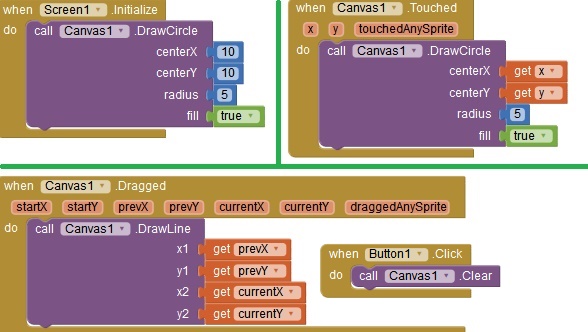 when Screen1 .Initialize
do call Canvas1 .DrawCircle
centerX 10
centerY 10
radius 5
fill true
when Canvas1 .Touched
x y touchedAnySprite
do call Canvas1 .DrawCircle
centerX get x
centerY get y
radius 5
fill true
when Canvas1 .Dragged
startX startY prevX prevY currentX currentY draggedAnySprite
do call Canvas1 .DrawLine
x1 get prevX
y1 get prevY
x2 get currentX
y2 get currentY
when Button1 .Click
do call Canvas1 .Clear